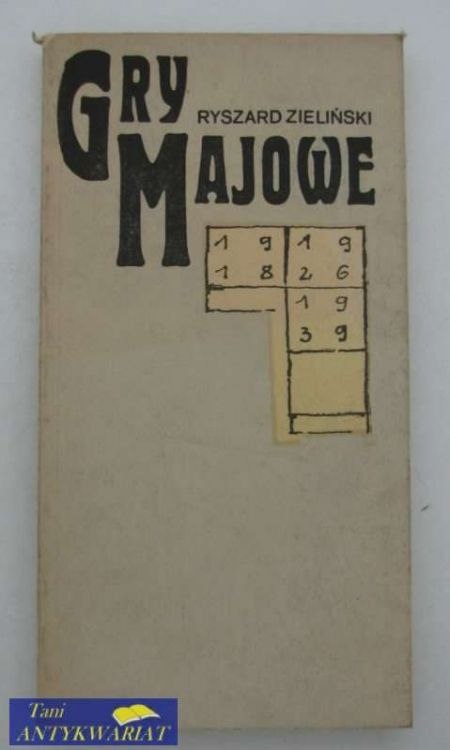 GRY
RYSZARD ZIELIŃSKI
MAJOWE
1 9 1 9
1 8 2 6
1 9
3 9
Tani
ANTYKWARIAT